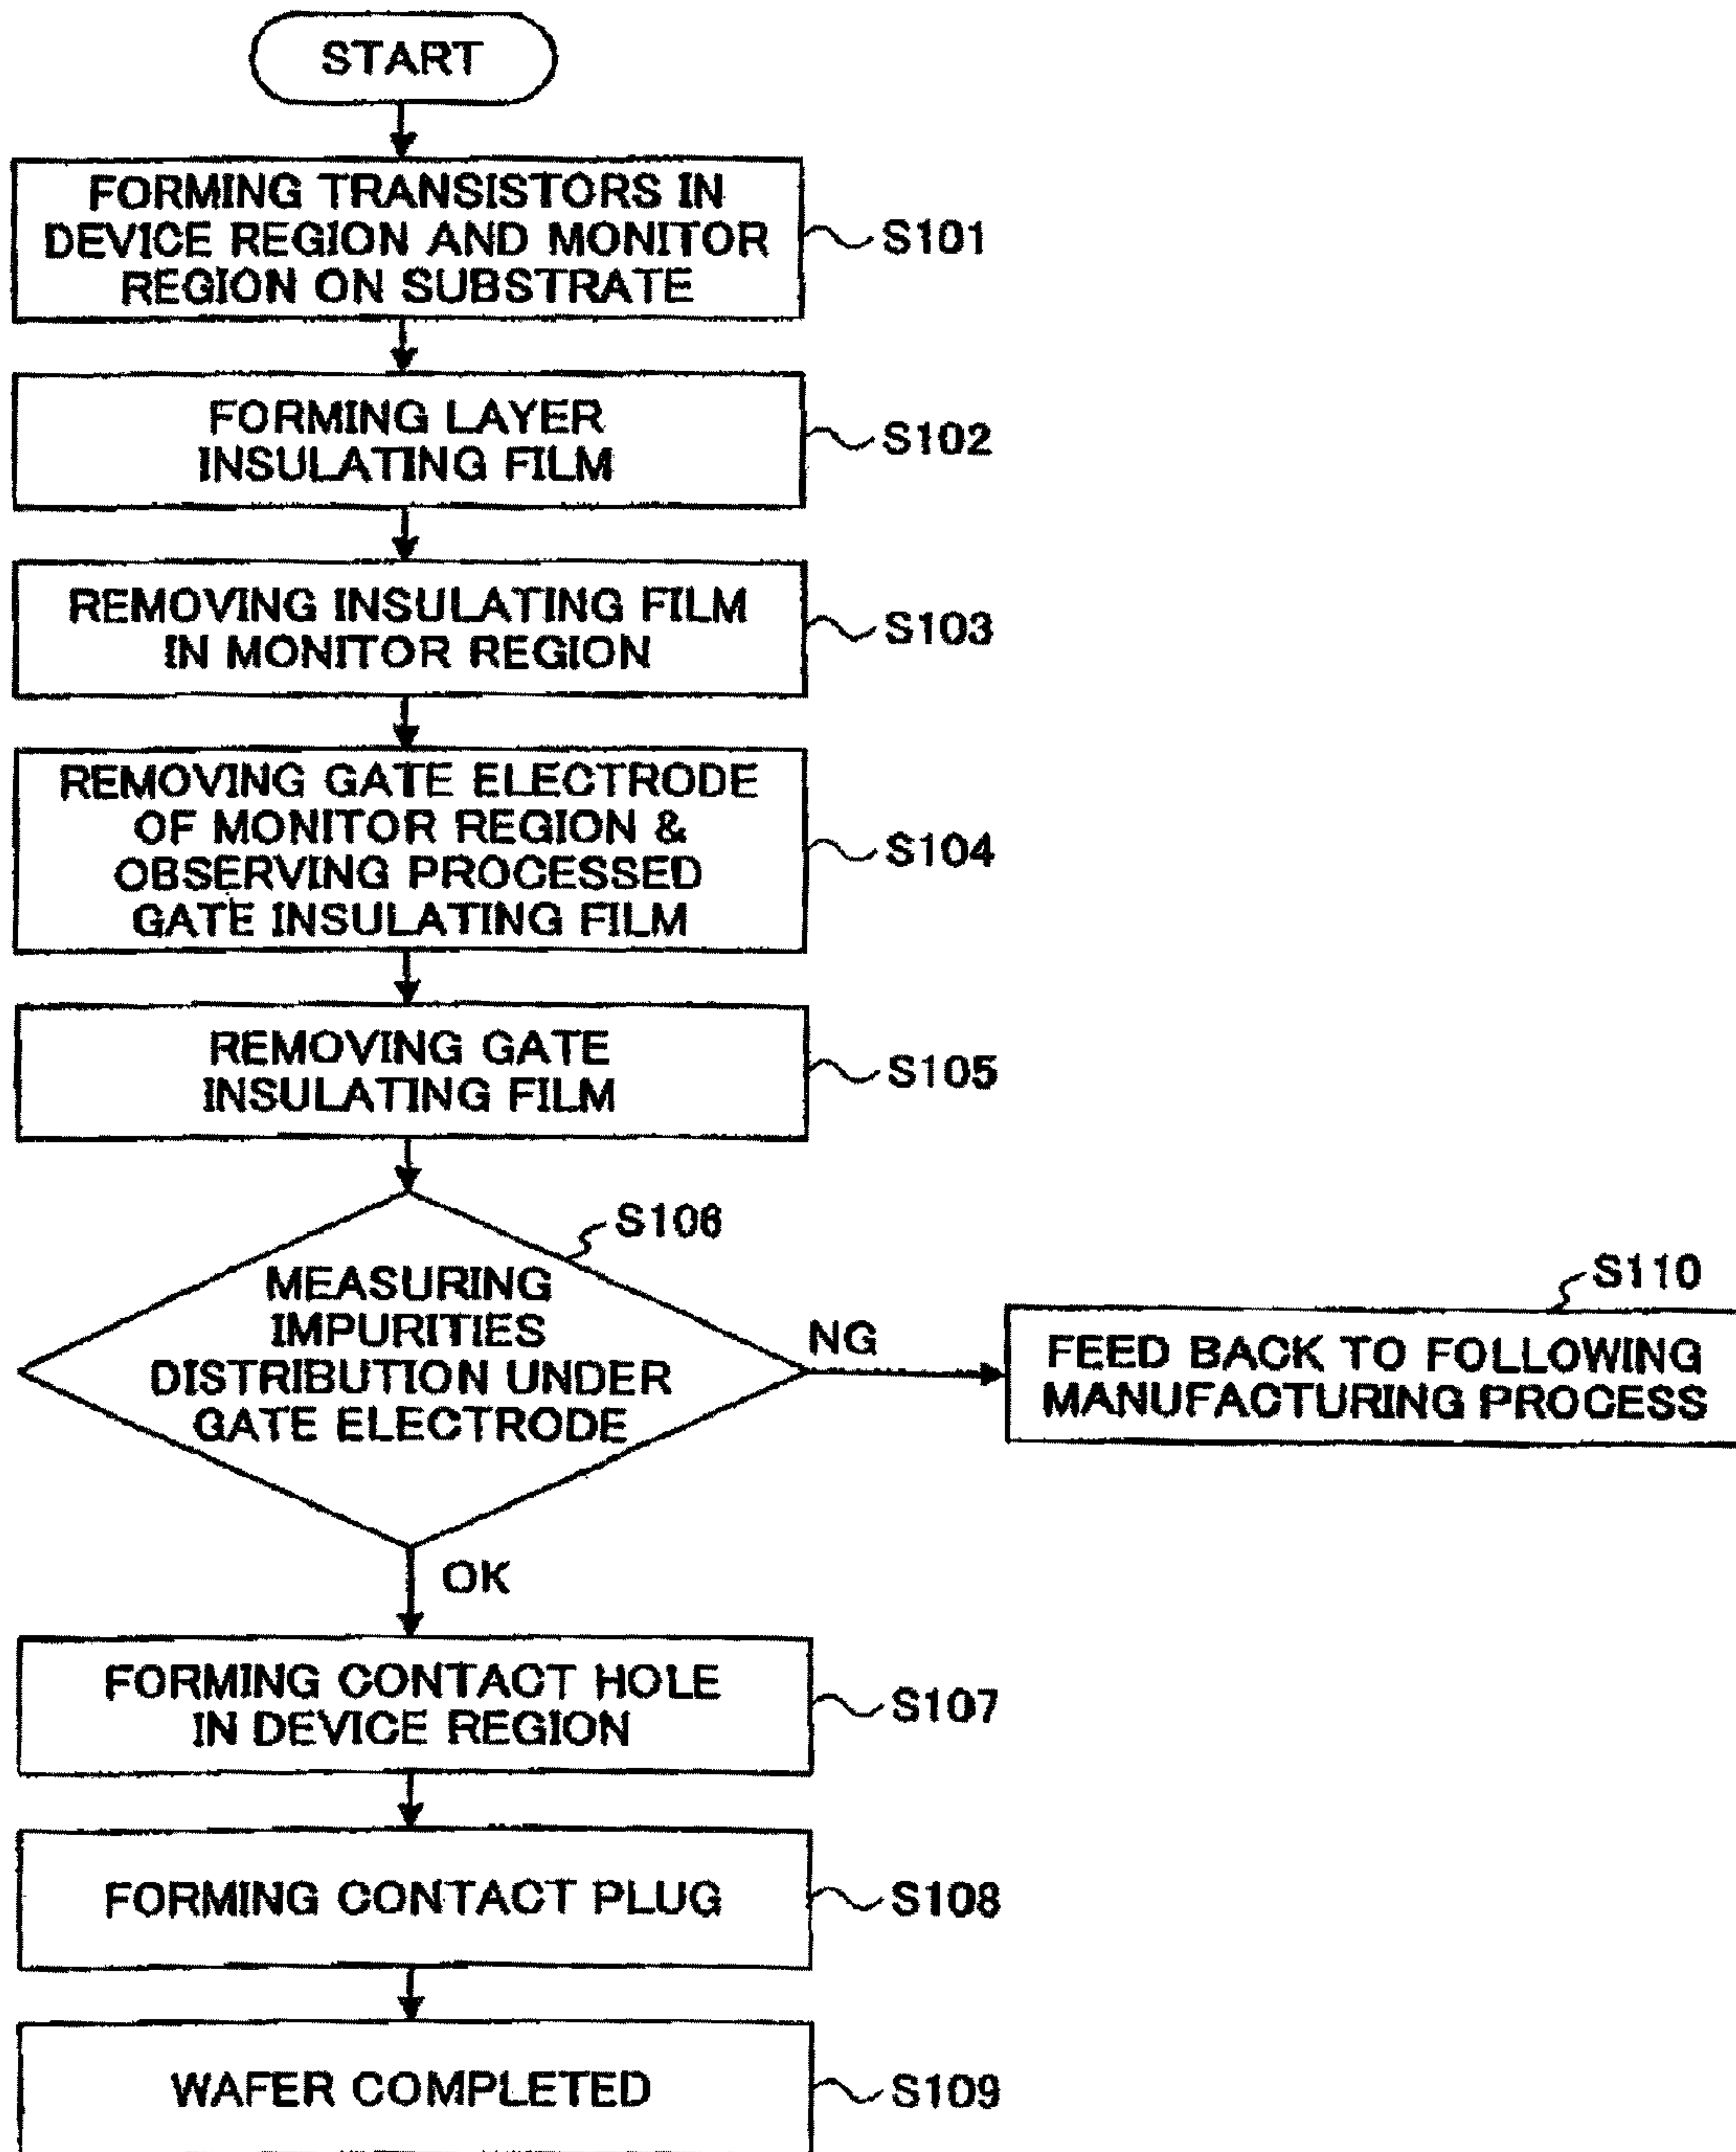 START
FORMING TRANSISTORS IN
DEVICE REGION AND MONITOR
REGION ON SUBSTRATE
S101
FORMING LAYER
INSULATING FILM
S102
REMOVING INSULATING FILM
IN MONITOR REGION
S103
REMOVING GATE ELECTRODE
OF MONITOR REGION &
OBSERVING PROCESSED
GATE INSULATING FILM
S104
REMOVING GATE
INSULATING FILM
S105
S106
MEASURING
IMPURITIES
DISTRIBUTION UNDER
GATE ELECTRODE
NG
S110
FEED BACK TO FOLLOWING
MANUFACTURING PROCESS
OK
FORMING CONTACT HOLE
IN DEVICE REGION
S107
FORMING CONTACT PLUG
S108
WAFER COMPLETED
S109